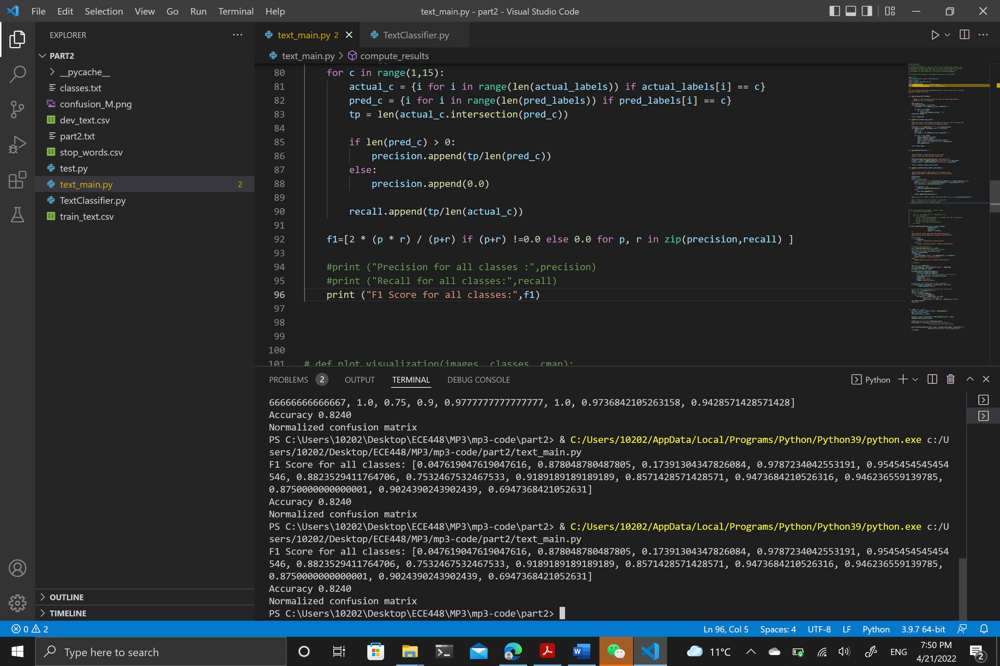 File Edit Selection View Go Run Terminal Help
text_main.py - part2 - Visual Studio Code
EXPLORER
PART2
__pycache__
classes.txt
confusion_M.png
dev_text.csv
part2.txt
stop_words.csv
test.py
text_main.py 2
TextClassifier.py
train_text.csv
OUTLINE
TIMELINE
text_main.py 2
TextClassifier.py
text_main.py > compute_results
80 for c in range(1,15):
81 actual_c = {i for i in range(len(actual_labels)) if actual_labels[i] == c}
82 pred_c = {i for i in range(len(pred_labels)) if pred_labels[i] == c}
83 tp = len(actual_c.intersection(pred_c))
84
85 if len(pred_c) > 0:
86 precision.append(tp/len(pred_c))
87 else:
88 precision.append(0.0)
89
90 recall.append(tp/len(actual_c))
91
92 f1=[2 * (p * r) / (p+r) if (p+r) !=0.0 else 0.0 for p, r in zip(precision,recall) ]
93
94 #print ("Precision for all classes :",precision)
95 #print ("Recall for all classes:",recall)
96 print ("F1 Score for all classes:",f1)
97
98
99
100
101 # def plot_visualization(images, classes, cmap):
PROBLEMS 2 OUTPUT TERMINAL DEBUG CONSOLE
Python
66666666666667, 1.0, 0.75, 0.9, 0.9777777777777777, 1.0, 0.9736842105263158, 0.9428571428571428]
Accuracy 0.8240
Normalized confusion matrix
PS C:\Users\10202\Desktop\ECE448\MP3\mp3-code\part2> & C:/Users/10202/AppData/Local/Programs/Python/Python39/python.exe c:/U
sers/10202/Desktop/ECE448/MP3/mp3-code/part2/text_main.py
F1 Score for all classes: [0.047619047619047616, 0.878048780487805, 0.17391304347826084, 0.9787234042553191, 0.9545454545454
546, 0.8823529411764706, 0.7532467532467533, 0.9189189189189189, 0.8571428571428571, 0.9473684210526316, 0.946236559139785,
0.8750000000000001, 0.9024390243902439, 0.6947368421052631]
Accuracy 0.8240
Normalized confusion matrix
PS C:\Users\10202\Desktop\ECE448\MP3\mp3-code\part2> & C:/Users/10202/AppData/Local/Programs/Python/Python39/python.exe c:/U
sers/10202/Desktop/ECE448/MP3/mp3-code/part2/text_main.py
F1 Score for all classes: [0.047619047619047616, 0.878048780487805, 0.17391304347826084, 0.9787234042553191, 0.9545454545454
546, 0.8823529411764706, 0.7532467532467533, 0.9189189189189189, 0.8571428571428571, 0.9473684210526316, 0.946236559139785,
0.8750000000000001, 0.9024390243902439, 0.6947368421052631]
Accuracy 0.8240
Normalized confusion matrix
PS C:\Users\10202\Desktop\ECE448\MP3\mp3-code\part2>
0 2
Ln 96, Col 5 Spaces: 4 UTF-8 LF Python 3.9.7 64-bit
Type here to search
11°C
ENG
7:50 PM
4/21/2022
2